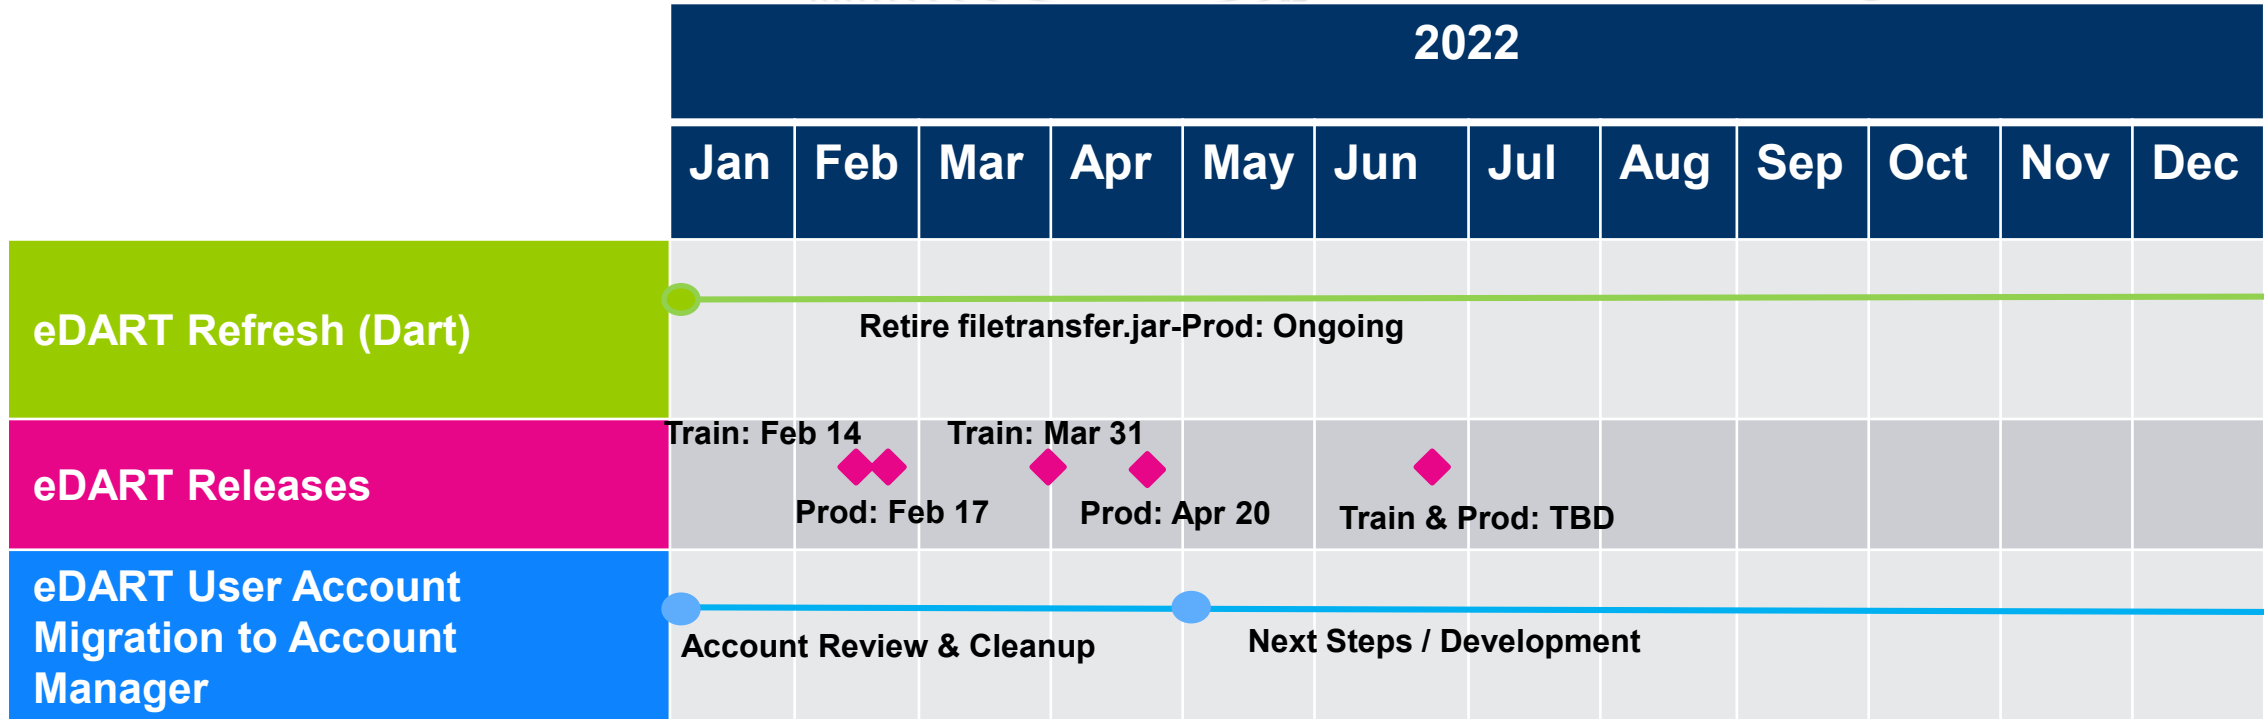 2022
Jan Feb Mar Apr May Jun Jul Aug Sep Oct Nov Dec
eDART Refresh (Dart)
Retire filetransfer.jar-Prod: Ongoing
eDART Releases
Train: Feb 14
Train: Mar 31
Prod: Feb 17
Prod: Apr 20
Train & Prod: TBD
eDART User Account
Migration to Account
Manager
Account Review & Cleanup
Next Steps / Development